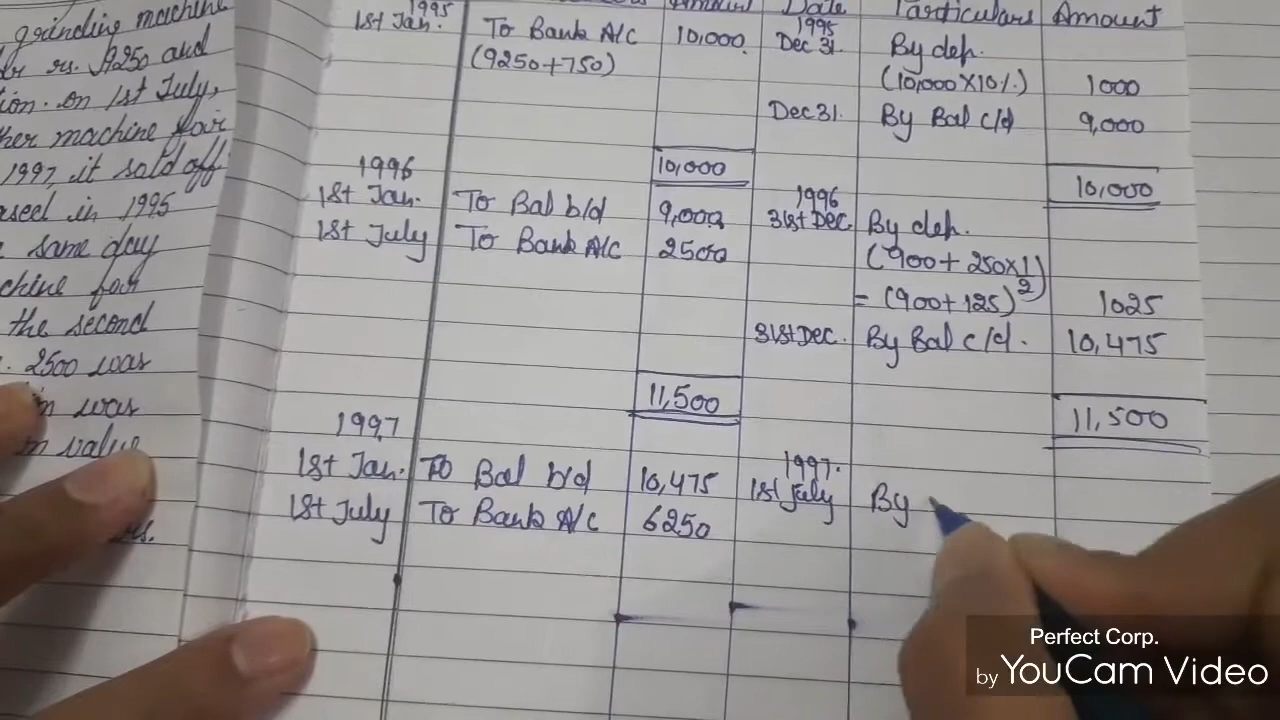 grinding machine
rs. 9250 and
tion. on 1st July,
ther machine for
1997, it sold off
ased in 1995
same day
chine for
the second
. 2500 was
was
value
rs.
Date Particulars Amount
1995
1st Jan. To Bank A/c 10,000
(9250+750)
1995
Dec 31. By dep.
(10,000×10%) 1000
Dec 31. By Bal c/d 9,000
10,000
10,000
1996
1st Jan. To Bal b/d 9,000
1st July To Bank A/c 2500
1996
31st Dec. By dep.
(900+250×1/2)
= (900+125) 1025
31st Dec. By Bal c/d. 10,475
11,500
11,500
1997
1st Jan. To Bal b/d 10,475
1st July To Bank A/c 6250
1997.
1st July By
Perfect Corp.
by YouCam Video